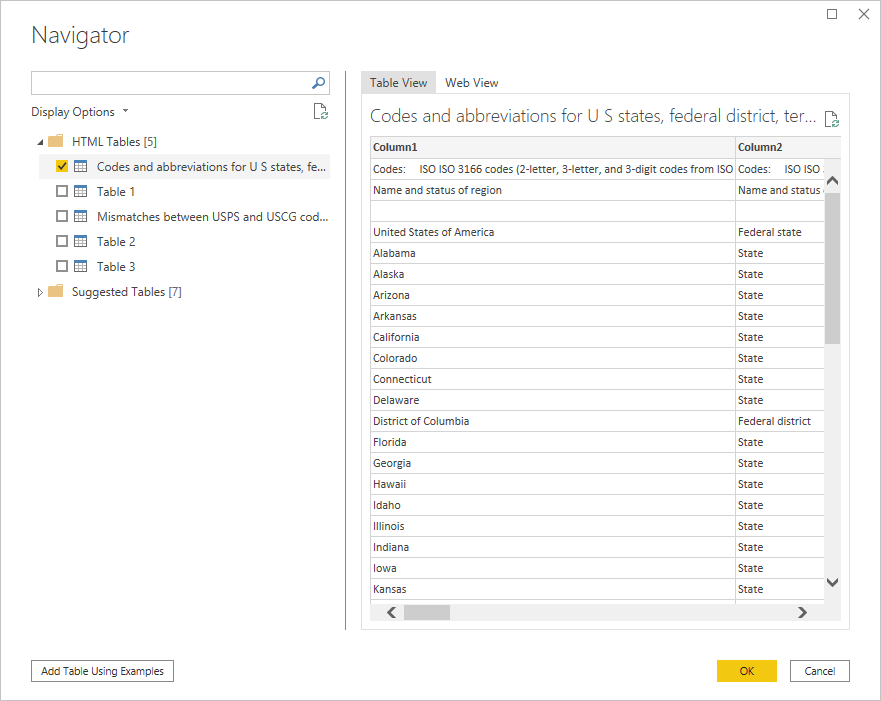 Navigator
Display Options
HTML Tables [5]
Codes and abbreviations for U S states, fe...
Table 1
Mismatches between USPS and USCG cod...
Table 2
Table 3
Suggested Tables [7]
Table View Web View
Codes and abbreviations for U S states, federal district, ter...
Column1 Column2
Codes: ISO ISO 3166 codes (2-letter, 3-letter, and 3-digit codes from ISO Codes: ISO ISO
Name and status of region Name and status
United States of America Federal state
Alabama State
Alaska State
Arizona State
Arkansas State
California State
Colorado State
Connecticut State
Delaware State
District of Columbia Federal district
Florida State
Georgia State
Hawaii State
Idaho State
Illinois State
Indiana State
Iowa State
Kansas State
Add Table Using Examples OK Cancel